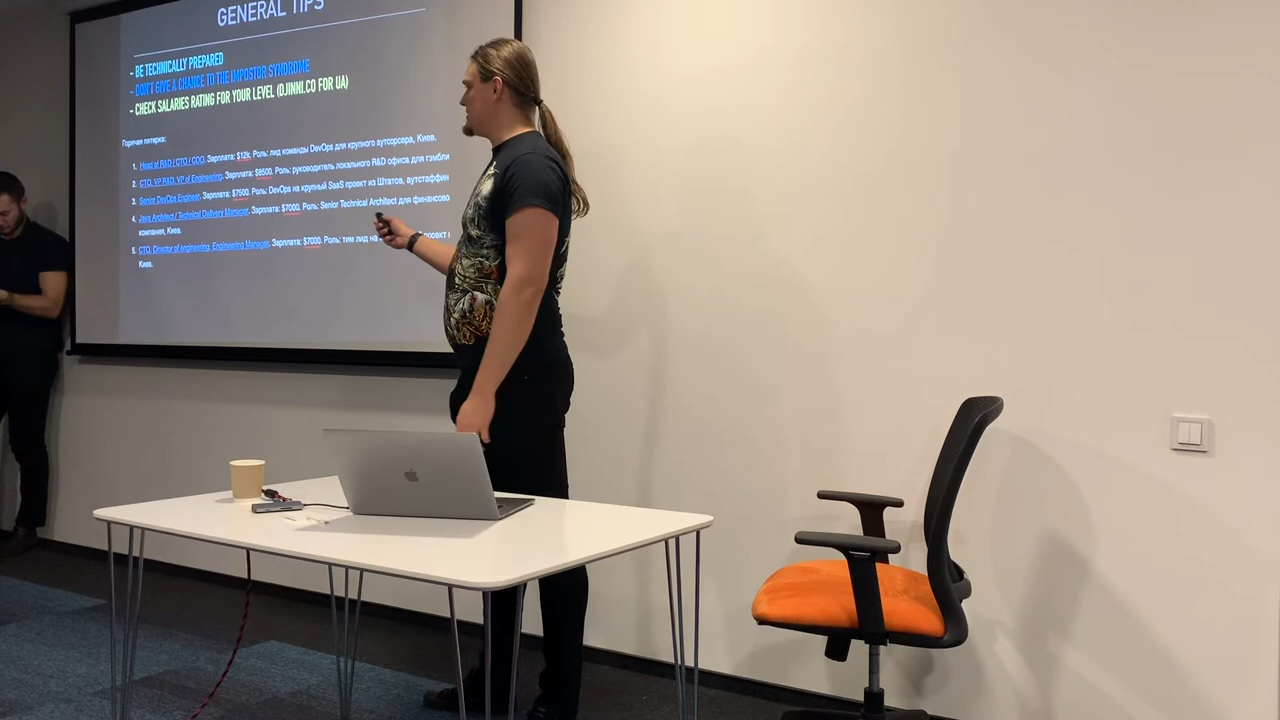 GENERAL TIPS
- BE TECHNICALLY PREPARED
- DON'T GIVE A CHANCE TO THE IMPOSTOR SYNDROME
- CHECK SALARIES RATING FOR YOUR LEVEL (DJINNI.CO FOR UA)
Горячая пятерка:
1. Head of R&D / CTO / COO. Зарплата: $12k. Роль: лид команды DevOps для крупного аутсорсера, Киев.
2. CTO, VP R&D, VP of Engineering. Зарплата: $8500. Роль: руководитель локального R&D офиса для гэмбли
3. Senior DevOps Engineer. Зарплата: $7500. Роль: DevOps на крупный SaaS проект из Штатов, аутстаффин
4. Java Architect / Technical Delivery Manager. Зарплата: $7000. Роль: Senior Technical Architect для финансово
компания, Киев.
5. CTO, Director of engineering, Engineering Manager. Зарплата: $7000. Роль: тим лид на проект
Киев.